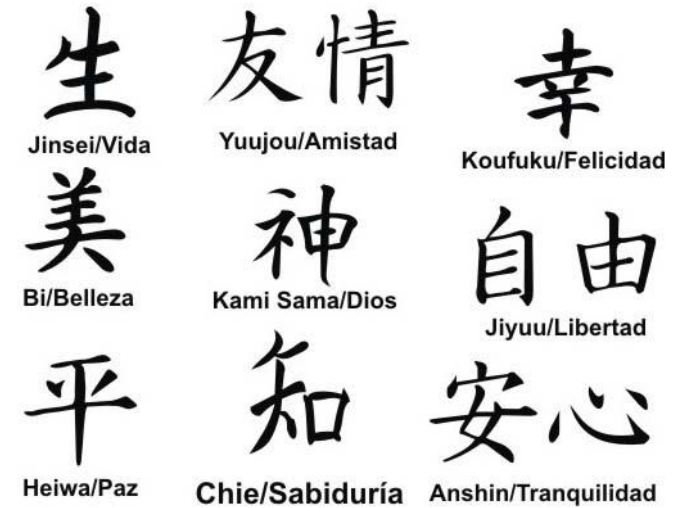 生
Jinsei/Vida
友情
Yuujou/Amistad
幸
Koufuku/Felicidad
美
Bi/Belleza
神
Kami Sama/Dios
自由
Jiyuu/Libertad
平
Heiwa/Paz
知
Chie/Sabiduría
安心
Anshin/Tranquilidad